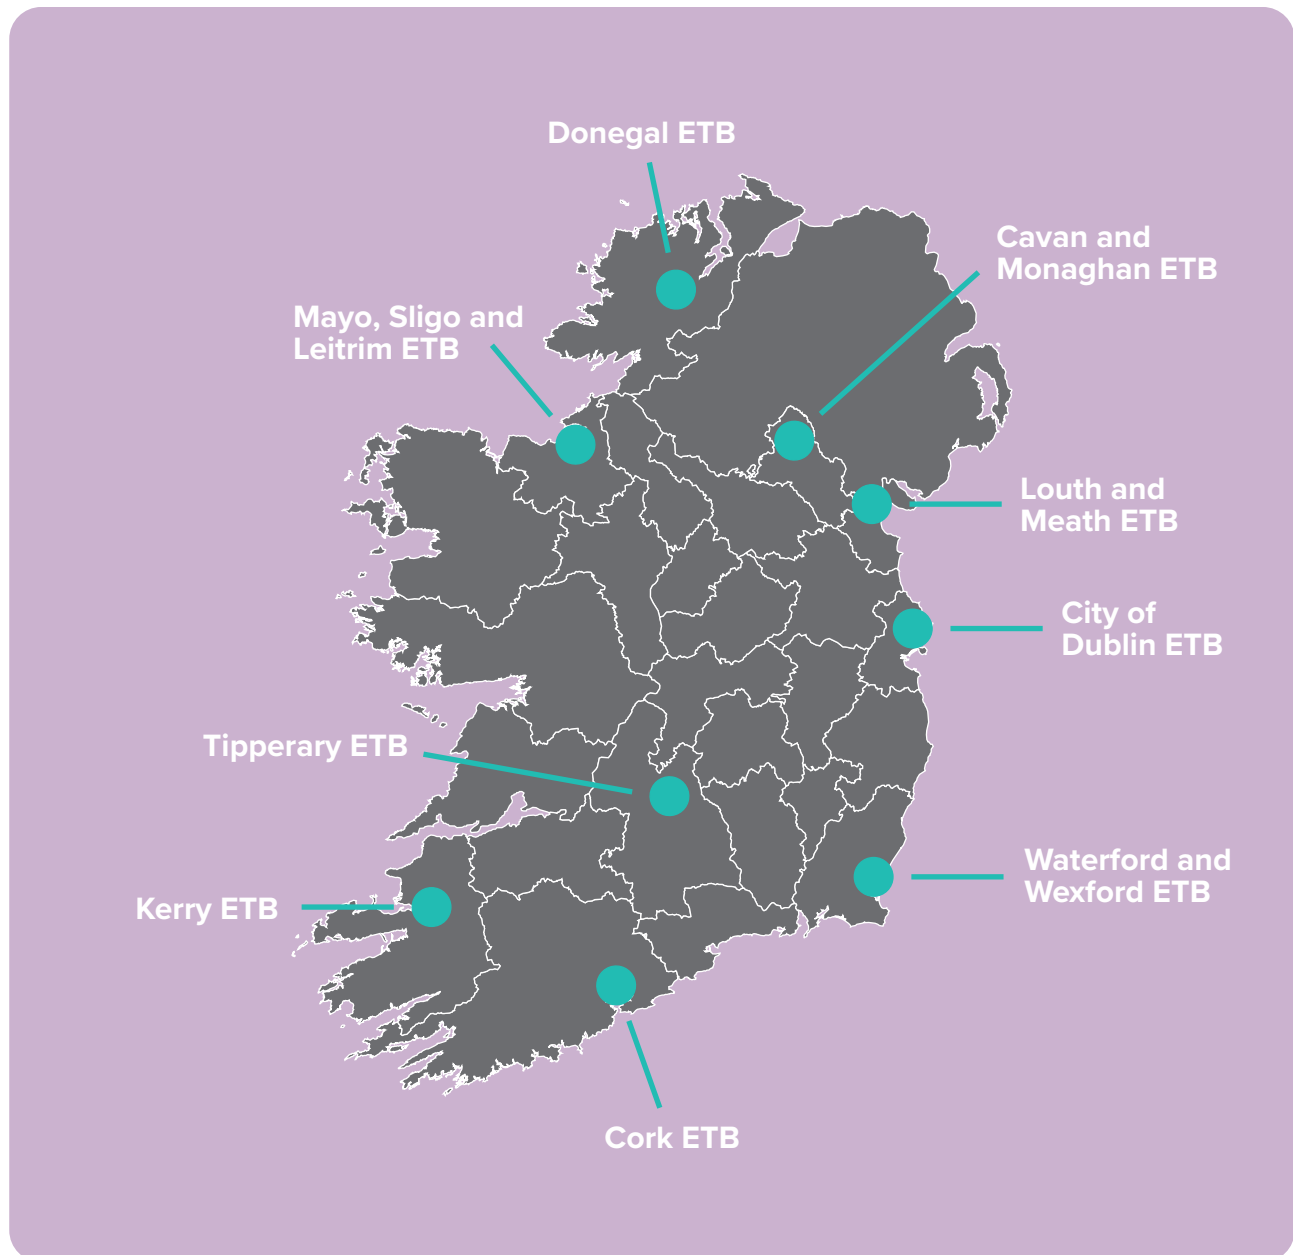 Donegal ETB
Cavan and
Monaghan ETB
Mayo, Sligo and
Leitrim ETB
Louth and
Meath ETB
City of
Dublin ETB
Tipperary ETB
Waterford and
Wexford ETB
Kerry ETB
Cork ETB